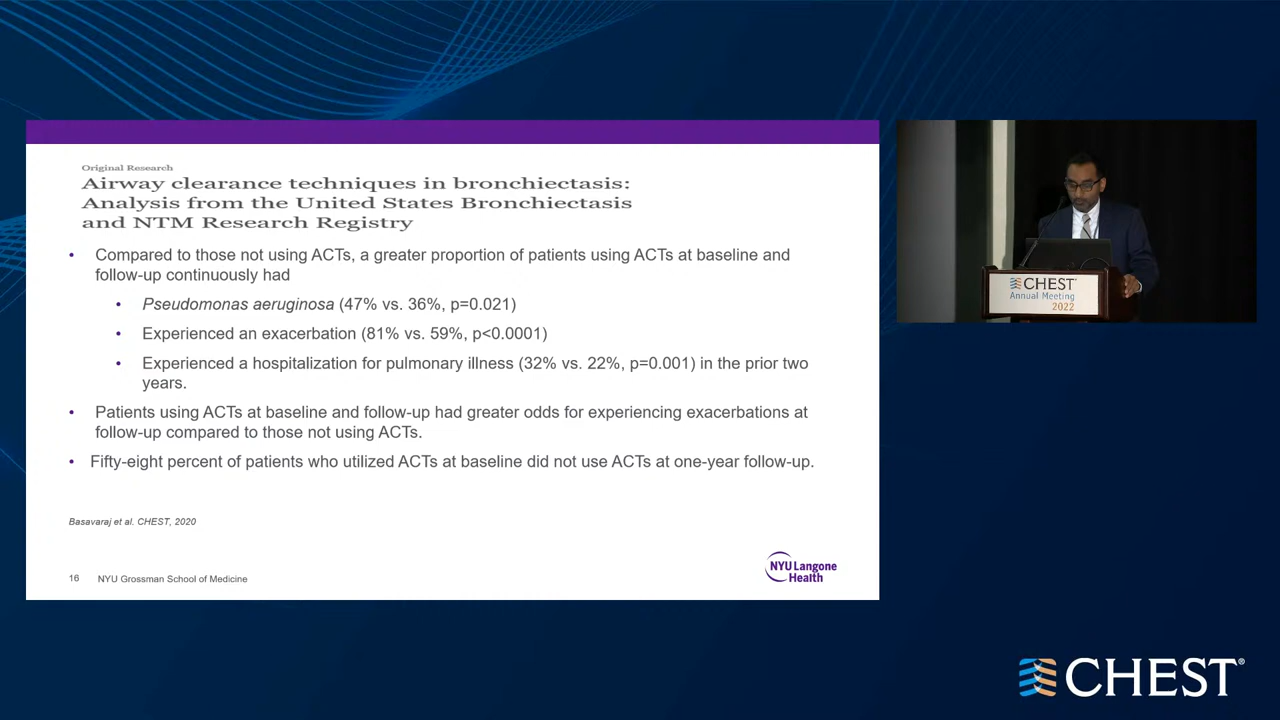 Original Research
Airway clearance techniques in bronchiectasis:
Analysis from the United States Bronchiectasis
and NTM Research Registry
• Compared to those not using ACTs, a greater proportion of patients using ACTs at baseline and
follow-up continuously had
• Pseudomonas aeruginosa (47% vs. 36%, p=0.021)
• Experienced an exacerbation (81% vs. 59%, p<0.0001)
• Experienced a hospitalization for pulmonary illness (32% vs. 22%, p=0.001) in the prior two
years.
• Patients using ACTs at baseline and follow-up had greater odds for experiencing exacerbations at
follow-up compared to those not using ACTs.
• Fifty-eight percent of patients who utilized ACTs at baseline did not use ACTs at one-year follow-up.
Basavaraj et al. CHEST, 2020
16 NYU Grossman School of Medicine
NYU Langone
Health
CHEST
Annual Meeting
2022
CHEST®